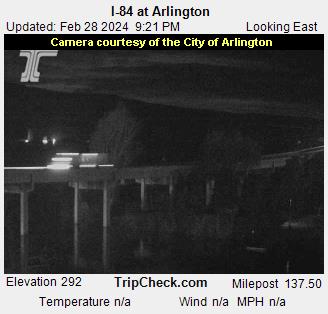 I-84 at Arlington
Updated: Feb 28 2024 9:21 PM Looking East
Camera courtesy of the City of Arlington
Elevation 292 TripCheck.com Milepost 137.50
Temperature n/a Wind n/a MPH n/a